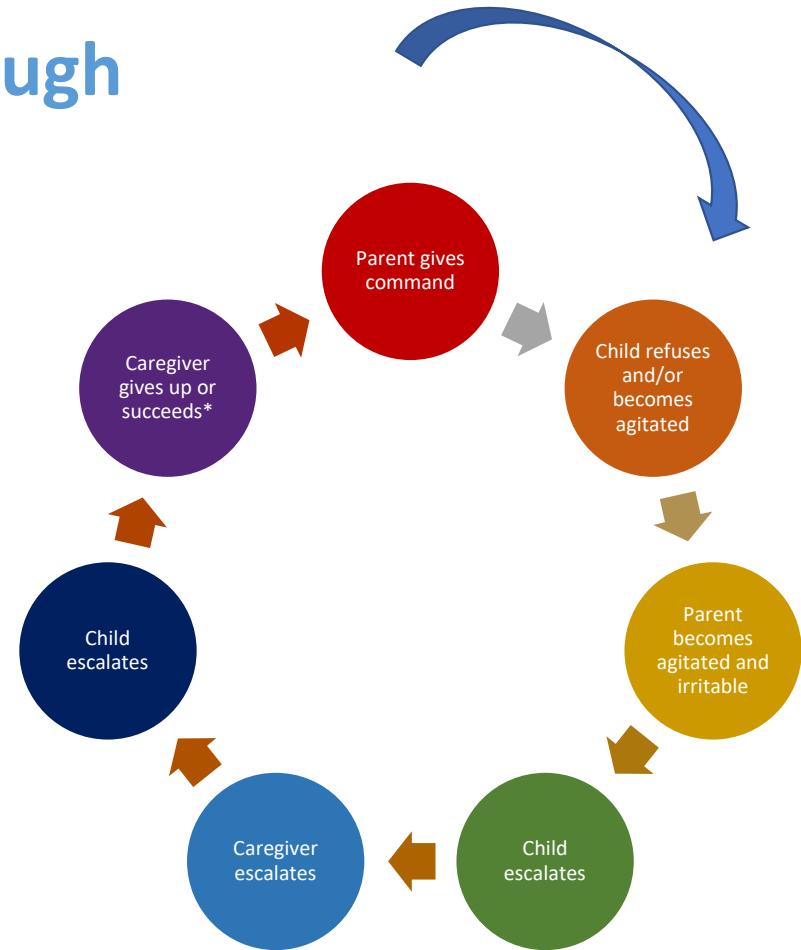 ugh
Parent gives
command
Child refuses
and/or
becomes
agitated
Parent
becomes
agitated and
irritable
Child
escalates
Caregiver
escalates
Child
escalates
Caregiver
gives up or
succeeds*